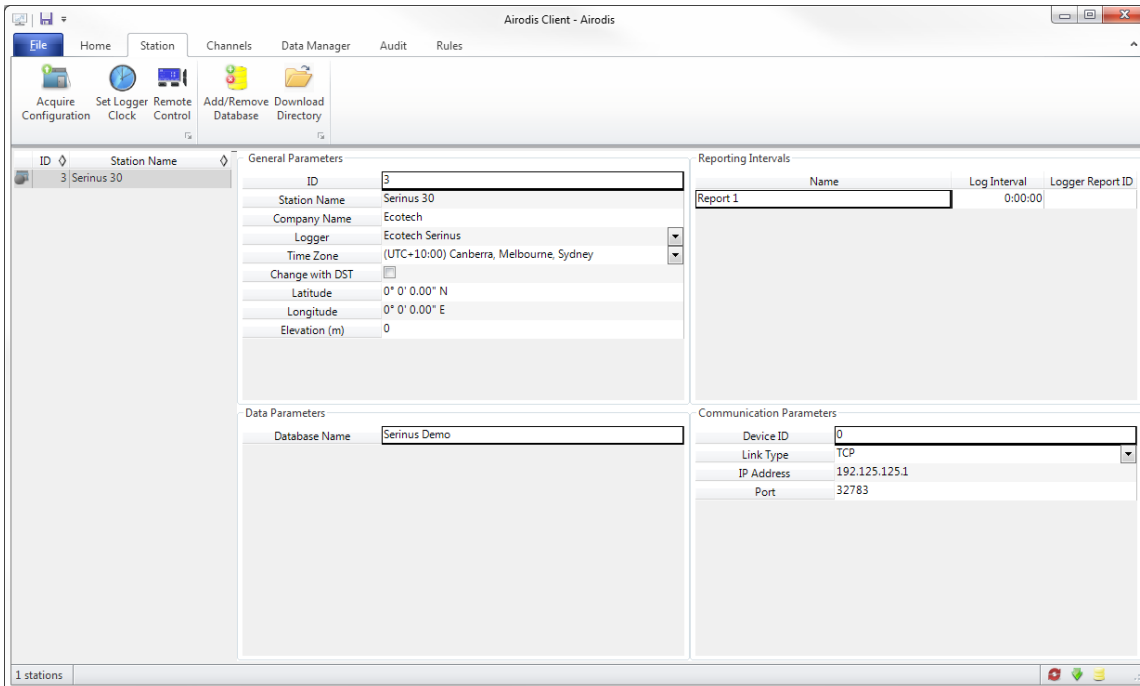 Airodis Client - Airodis
File Home Station Channels Data Manager Audit Rules
Acquire Configuration
Set Logger Clock
Remote Control
Add/Remove Database
Download Directory
ID Station Name
3 Serinus 30
General Parameters
ID 3
Station Name Serinus 30
Company Name Ecotech
Logger Ecotech Serinus
Time Zone (UTC+10:00) Canberra, Melbourne, Sydney
Change with DST
Latitude 0° 0' 0.00" N
Longitude 0° 0' 0.00" E
Elevation (m) 0
Reporting Intervals
Name Log Interval Logger Report ID
Report 1 0:00:00
Data Parameters
Database Name Serinus Demo
Communication Parameters
Device ID 0
Link Type TCP
IP Address 192.125.125.1
Port 32783
1 stations